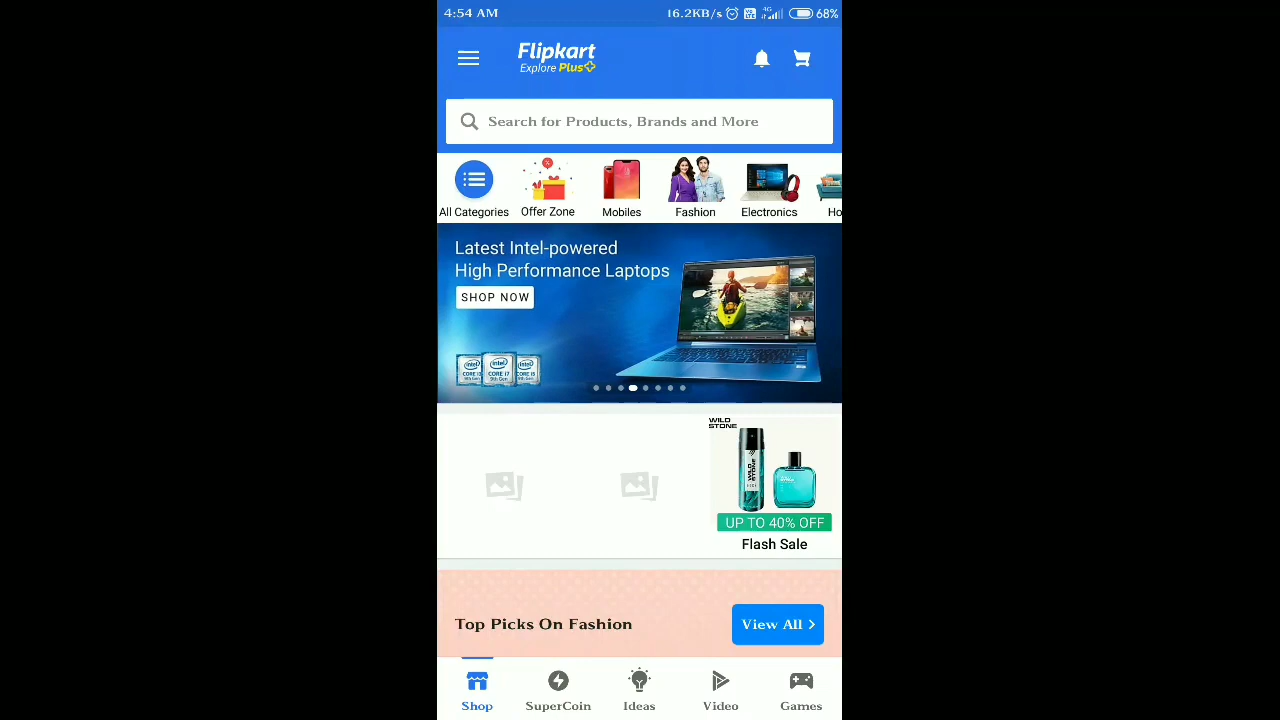 4:54 AM
16.2KB/s
4G
68%
Flipkart
Explore Plus
Search for Products, Brands and More
All Categories
Offer Zone
Mobiles
Fashion
Electronics
Ho
Latest Intel-powered
High Performance Laptops
SHOP NOW
WILD
STONE
UP TO 40% OFF
Flash Sale
Top Picks On Fashion
View All
Shop
SuperCoin
Ideas
Video
Games